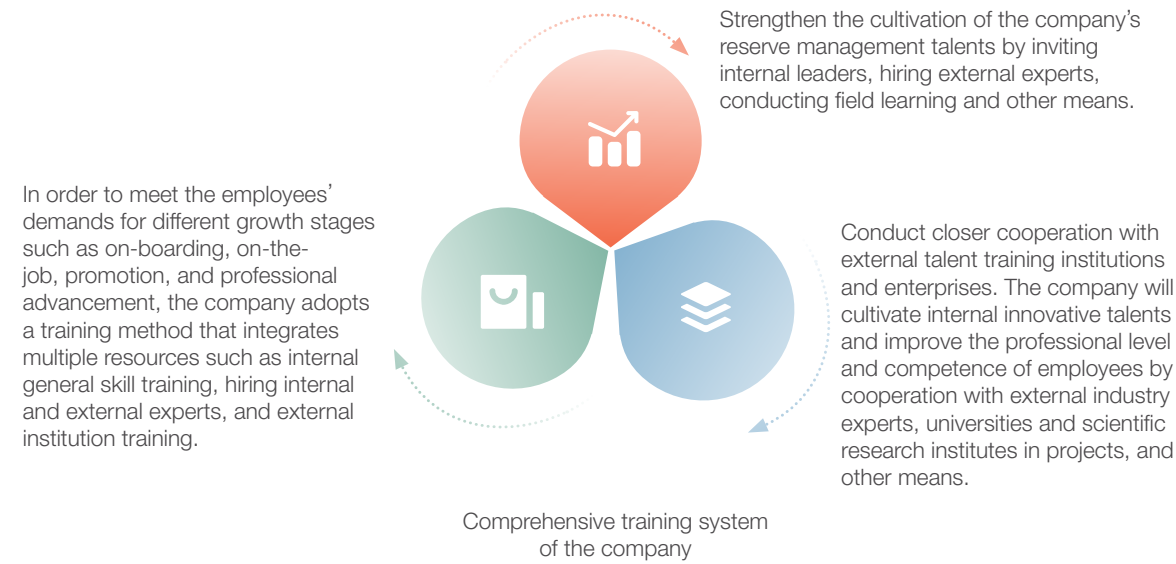 Strengthen the cultivation of the company’s
reserve management talents by inviting
internal leaders, hiring external experts,
conducting field learning and other means.
In order to meet the employees’
demands for different growth stages
such as on-boarding, on-the-
job, promotion, and professional
advancement, the company adopts
a training method that integrates
multiple resources such as internal
general skill training, hiring internal
and external experts, and external
institution training.
Conduct closer cooperation with
external talent training institutions
and enterprises. The company will
cultivate internal innovative talents
and improve the professional level
and competence of employees by
cooperation with external industry
experts, universities and scientific
research institutes in projects, and
other means.
Comprehensive training system
of the company